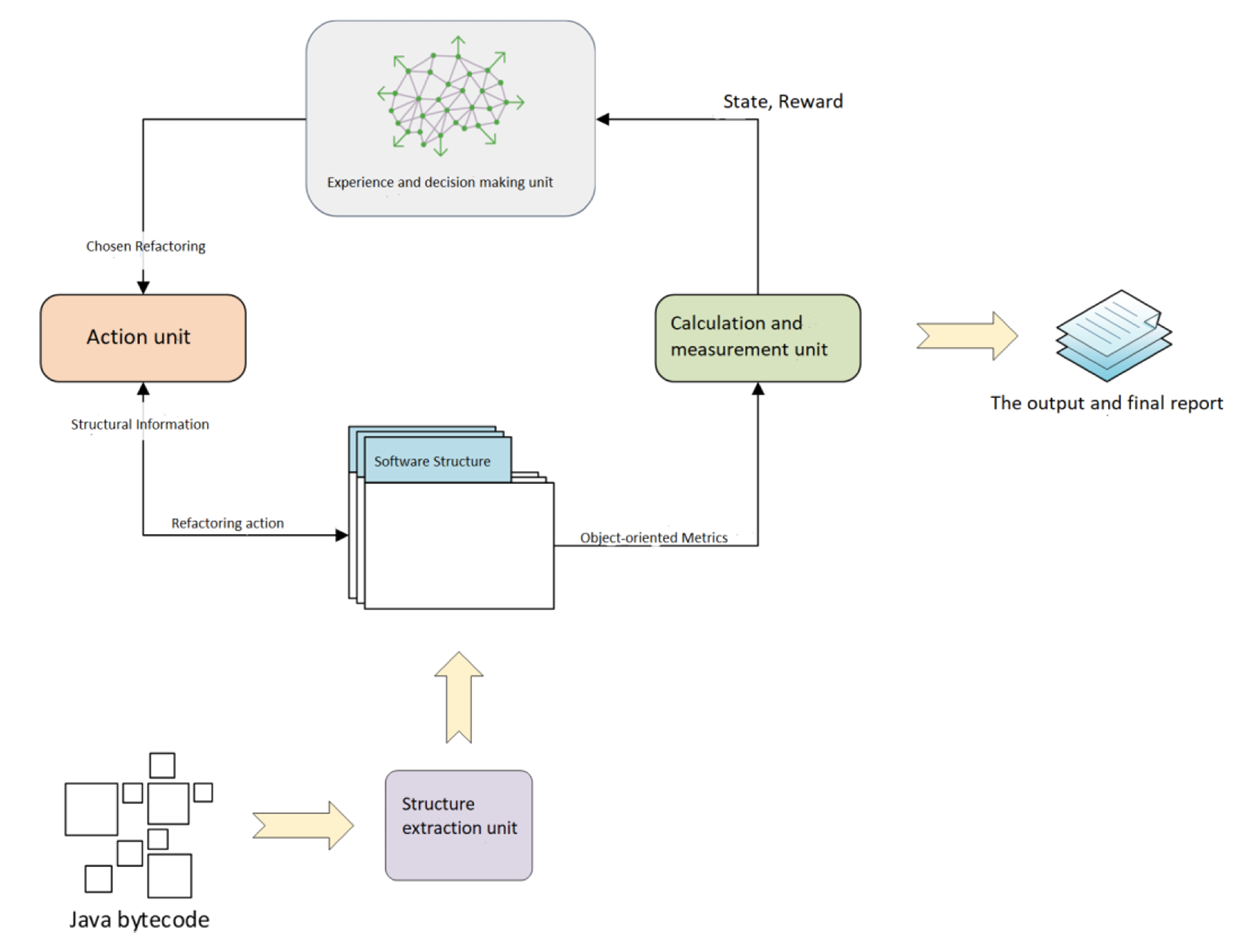 State, Reward
Experience and decision making unit
Chosen Refactoring
Action unit
Calculation and
measurement unit
The output and final report
Structural Information
Software Structure
Refactoring action
Object-oriented Metrics
Structure
extraction unit
Java bytecode